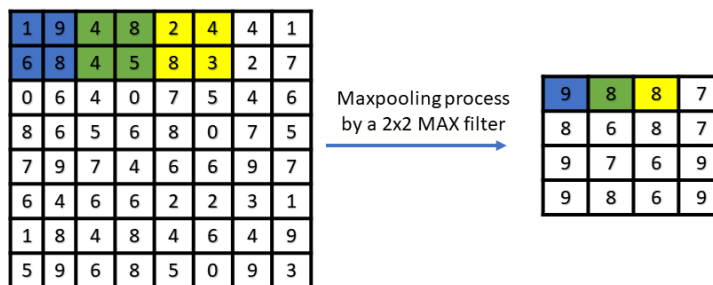 1 9 4 8 2 4 4 1
6 8 4 5 8 3 2 7
0 6 4 0 7 5 4 6
8 6 5 6 8 0 7 5
7 9 7 4 6 6 9 7
6 4 6 6 2 2 3 1
1 8 4 8 4 6 4 9
5 9 6 8 5 0 9 3
Maxpooling process
by a 2x2 MAX filter
9 8 8 7
8 6 8 7
9 7 6 9
9 8 6 9